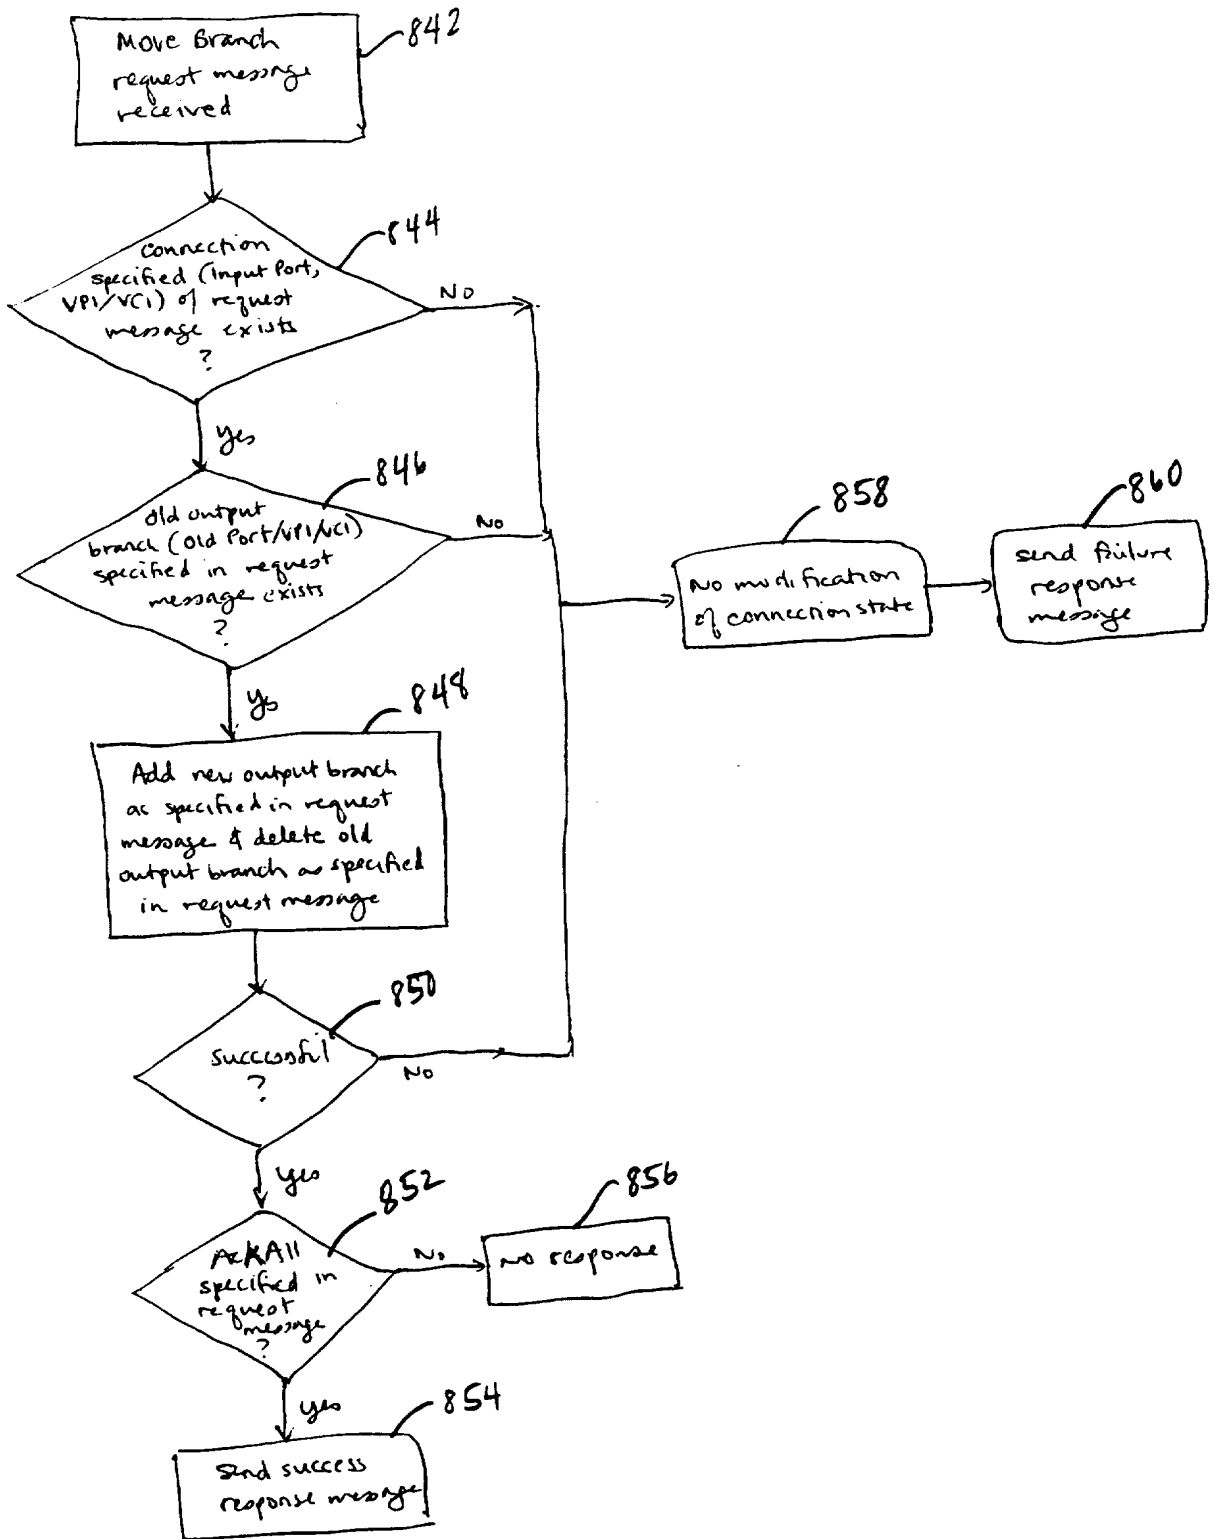 Move Branch
request message
received
842
844
Connection
specified (Input Port,
VPI/VCI) of request
message exists
?
No
Yes
846
Old output
branch (Old Port/VPI/VCI)
specified in request
message exists
?
No
858
No modification
of connection state
860
send failure
response
message
Yes
848
Add new output branch
as specified in request
message & delete old
output branch as specified
in request message
850
successful
?
No
Yes
852
AckAll
specified in
request
message
?
No
856
No response
yes
854
send success
response message